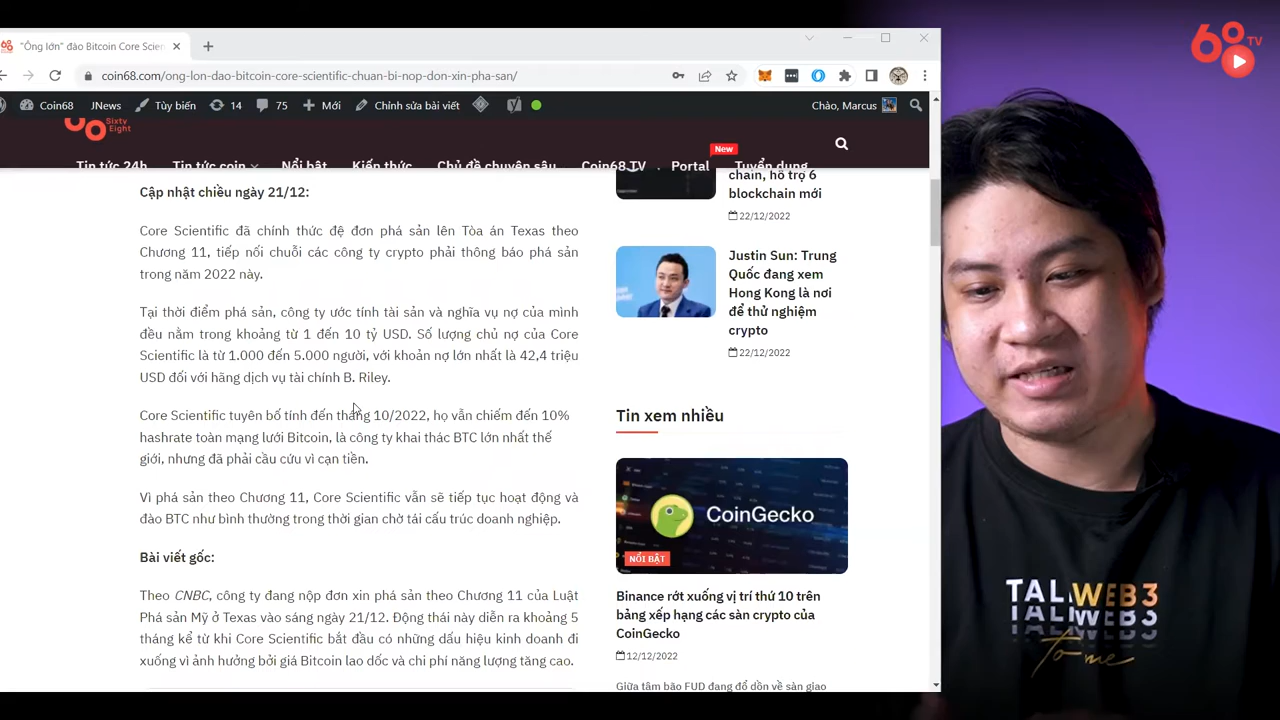 "Ông lớn" đào Bitcoin Core Scien
coin68.com/ong-lon-dao-bitcoin-core-scientific-chuan-bi-nop-don-xin-pha-san/
Coin68 JNews Tùy biến 14 75 Mới Chỉnh sửa bài viết Chào, Marcus
Sixty Eight
Tin tức 24h Tin tức coin Nổi bật Kiến thức Chủ đề chuyên sâu Coin68 TV Portal New Tuyển dụng
Cập nhật chiều ngày 21/12:
Core Scientific đã chính thức đệ đơn phá sản lên Tòa án Texas theo
Chương 11, tiếp nối chuỗi các công ty crypto phải thông báo phá sản
trong năm 2022 này.
Tại thời điểm phá sản, công ty ước tính tài sản và nghĩa vụ nợ của mình
đều nằm trong khoảng từ 1 đến 10 tỷ USD. Số lượng chủ nợ của Core
Scientific là từ 1.000 đến 5.000 người, với khoản nợ lớn nhất là 42,4 triệu
USD đối với hãng dịch vụ tài chính B. Riley.
Core Scientific tuyên bố tính đến tháng 10/2022, họ vẫn chiếm đến 10%
hashrate toàn mạng lưới Bitcoin, là công ty khai thác BTC lớn nhất thế
giới, nhưng đã phải cầu cứu vì cạn tiền.
Vì phá sản theo Chương 11, Core Scientific vẫn sẽ tiếp tục hoạt động và
đào BTC như bình thường trong thời gian chờ tái cấu trúc doanh nghiệp.
Bài viết gốc:
Theo CNBC, công ty đang nộp đơn xin phá sản theo Chương 11 của Luật
Phá sản Mỹ ở Texas vào sáng ngày 21/12. Động thái này diễn ra khoảng 5
tháng kể từ khi Core Scientific bắt đầu có những dấu hiệu kinh doanh đi
xuống vì ảnh hưởng bởi giá Bitcoin lao dốc và chi phí năng lượng tăng cao.
chain, hỗ trợ 6
blockchain mới
22/12/2022
Justin Sun: Trung
Quốc đang xem
Hong Kong là nơi
để thử nghiệm
crypto
22/12/2022
Tin xem nhiều
CoinGecko
NỔI BẬT
Binance rớt xuống vị trí thứ 10 trên
bảng xếp hạng các sàn crypto của
CoinGecko
12/12/2022
Giữa tâm bão FUD đang đổ dồn về sàn giao
68 TV
TALWEB3
TALWEB3
to me